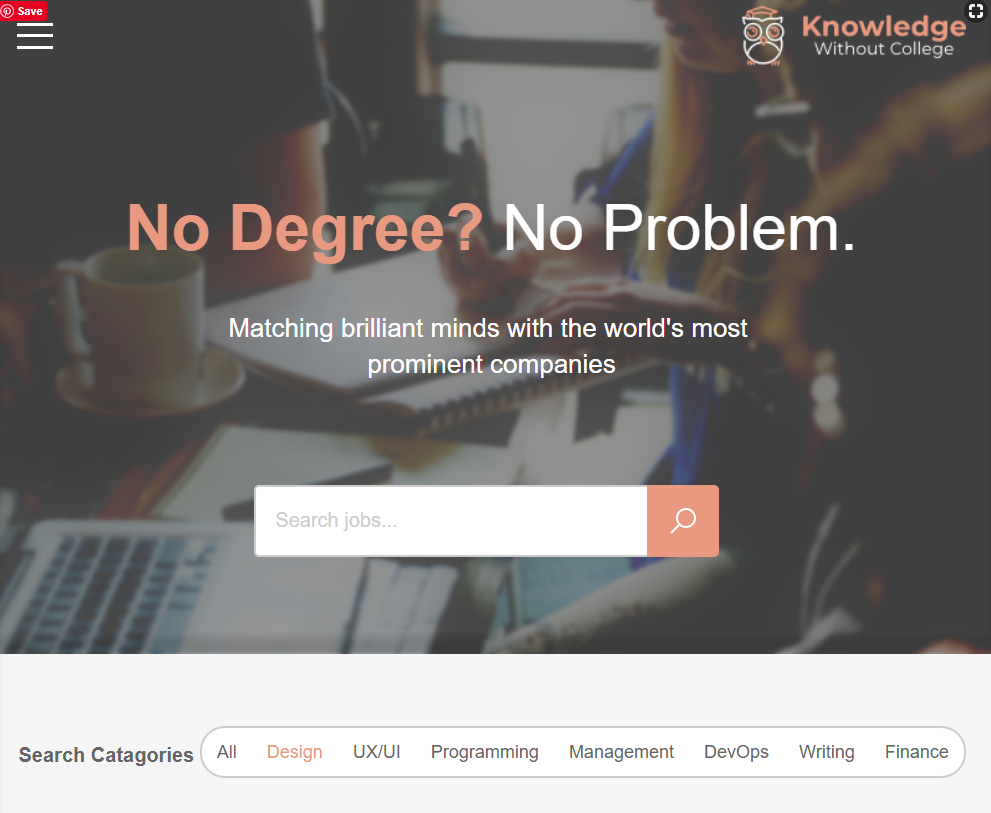 Save
Knowledge
Without College
No Degree? No Problem.
Matching brilliant minds with the world's most
prominent companies
Search jobs...
Search Catagories All Design UX/UI Programming Management DevOps Writing Finance